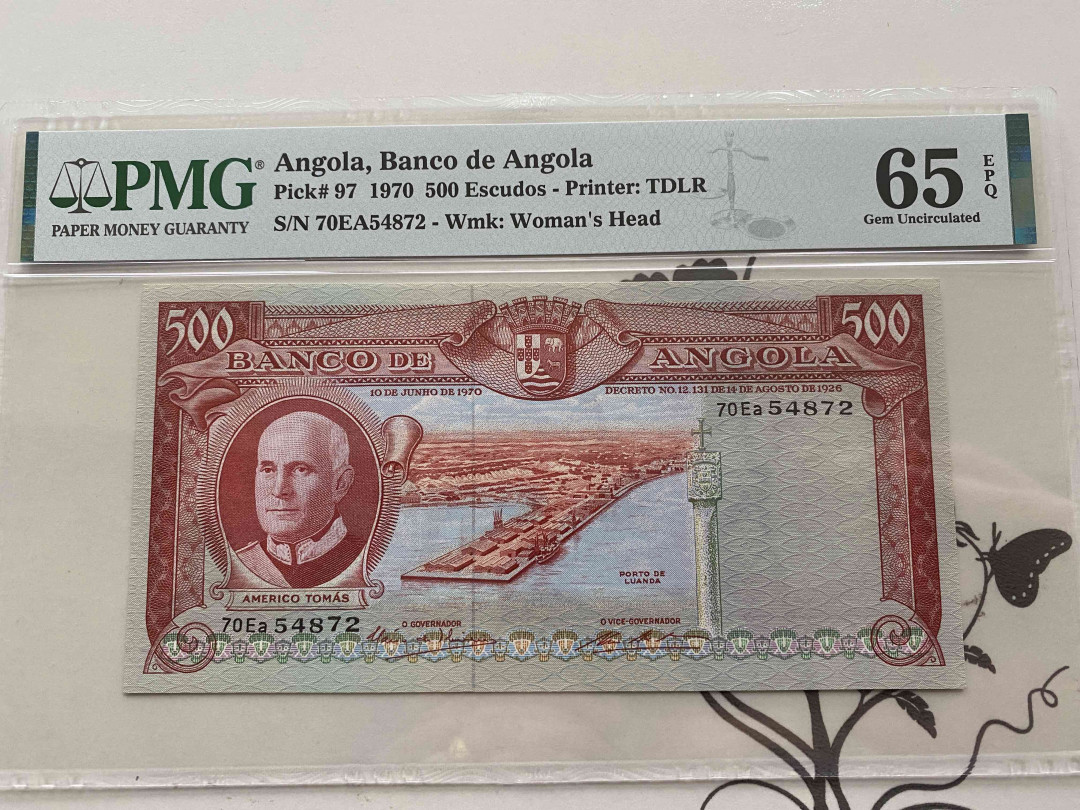 PMG®
PAPER MONEY GUARANTY
Angola, Banco de Angola
Pick# 97 1970 500 Escudos - Printer: TDLR
S/N 70EA54872 - Wmk: Woman's Head
65
EPQ
Gem Uncirculated
500
500
BANCO DE ANGOLA
10 DE JUNHO DE 1970
DECRETO NO. 12.131 DE 14 DE AGOSTO DE 1926
70Ea 54872
PORTO DE
LUANDA
AMERICO TOMÁS
70Ea 54872
O GOVERNADOR
O VICE-GOVERNADOR